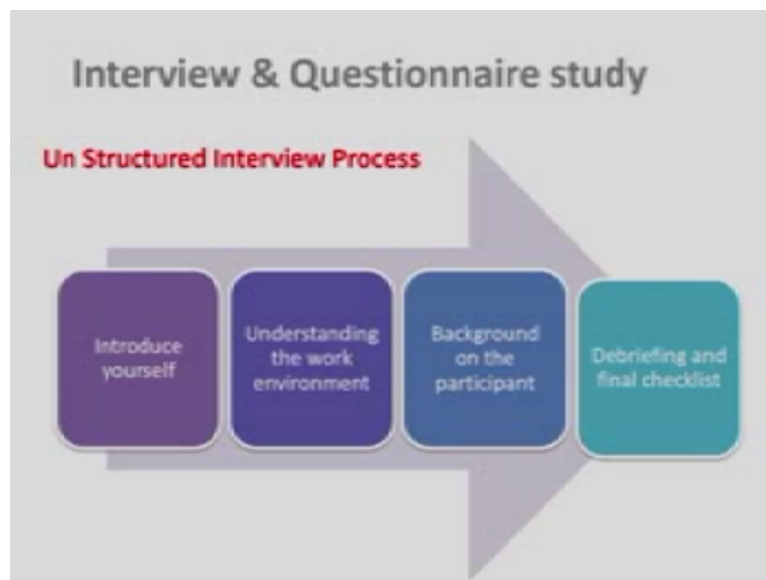 Interview & Questionnaire study
Un Structured Interview Process
Introduce
yourself
Understanding
the work
environment
Background
on the
participant
Debriefing and
final checklist